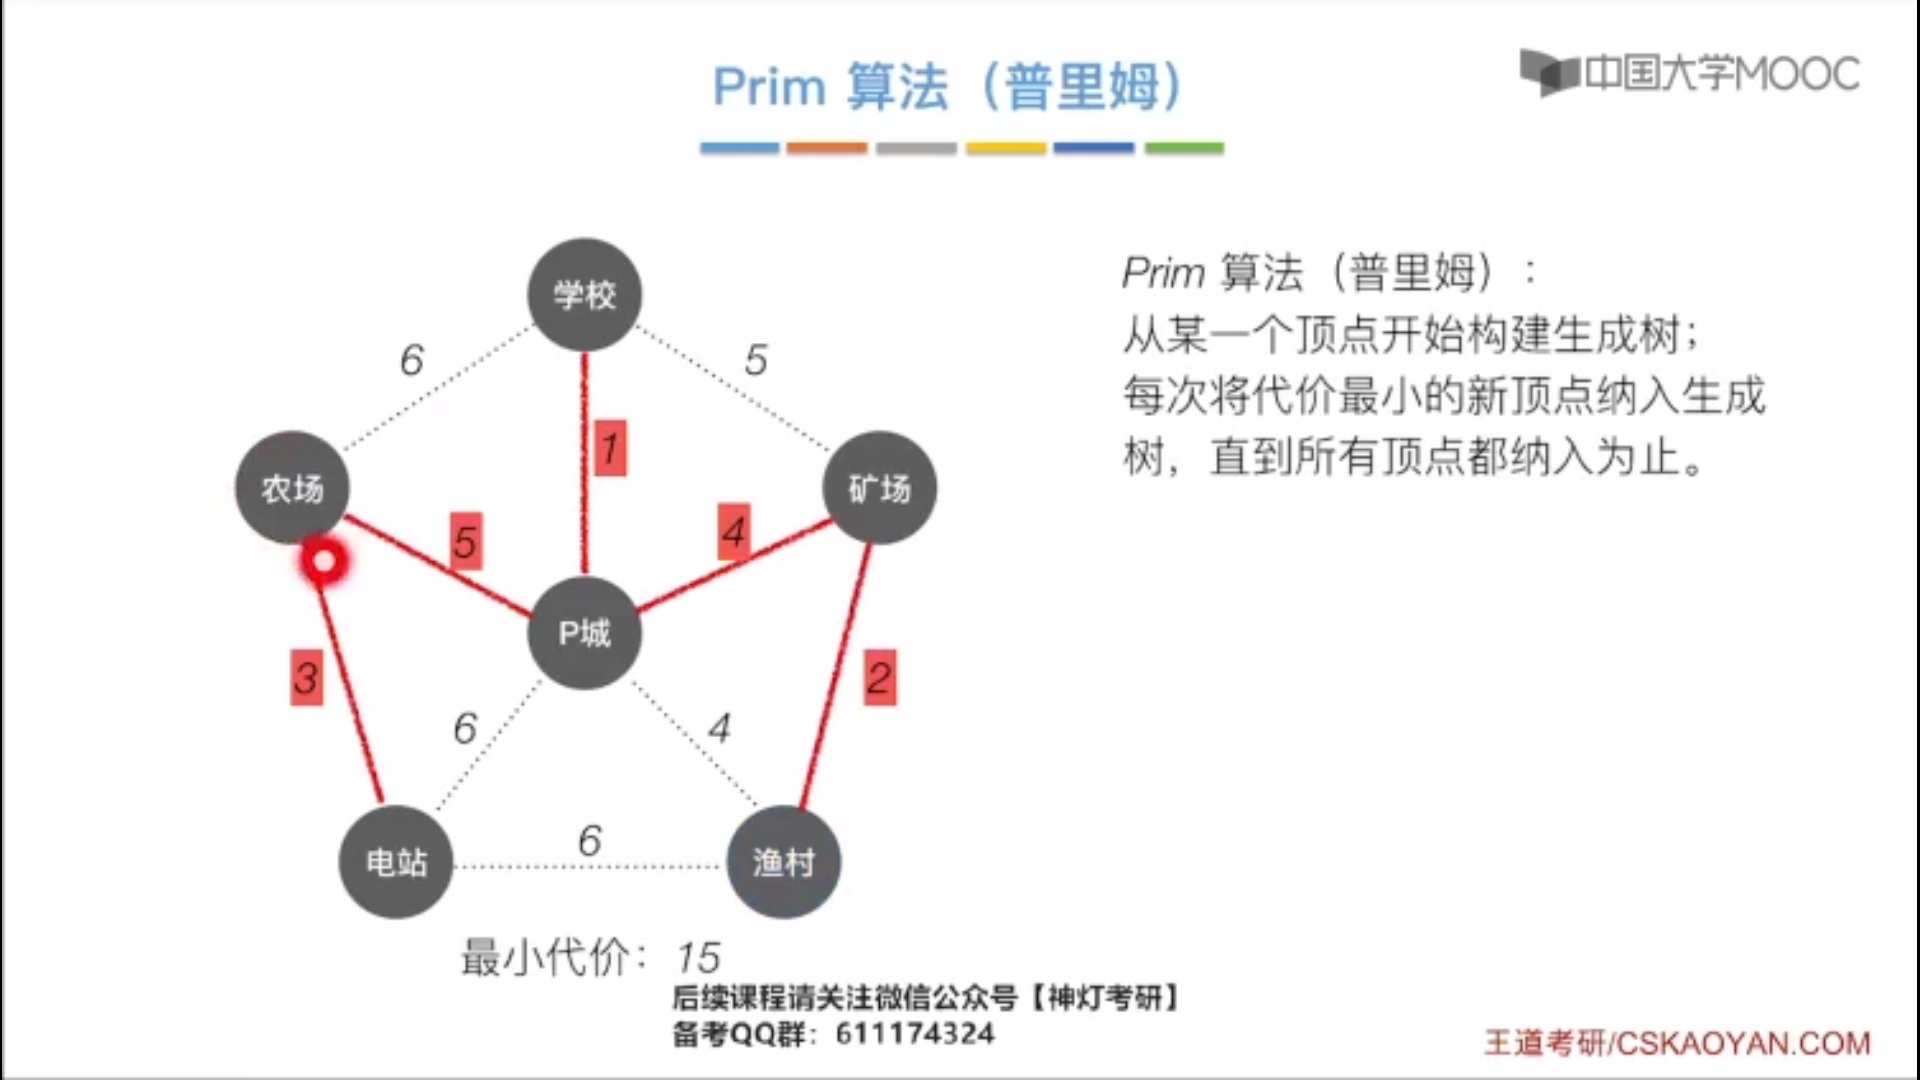 Prim 算法（普里姆）
中国大学MOOC
学校
6
5
1
农场
矿场
5
4
P城
3
2
6
4
电站
6
渔村
最小代价：15
Prim 算法（普里姆）：
从某一个顶点开始构建生成树；
每次将代价最小的新顶点纳入生成
树，直到所有顶点都纳入为止。
后续课程请关注微信公众号【神灯考研】
备考QQ群：611174324
王道考研/CSKAOYAN.COM